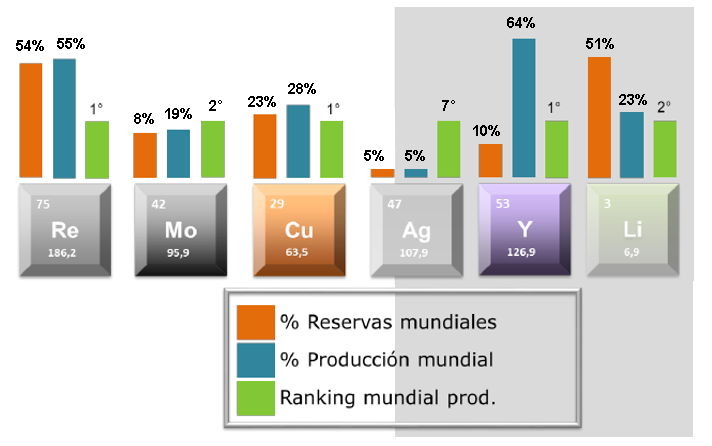 54% 55% 1°
8% 19% 2°
23% 28% 1°
5% 5% 7°
10% 64% 1°
51% 23% 2°
75
Re
186,2
42
Mo
95,9
29
Cu
63,5
47
Ag
107,9
53
Y
126,9
3
Li
6,9
% Reservas mundiales
% Producción mundial
Ranking mundial prod.